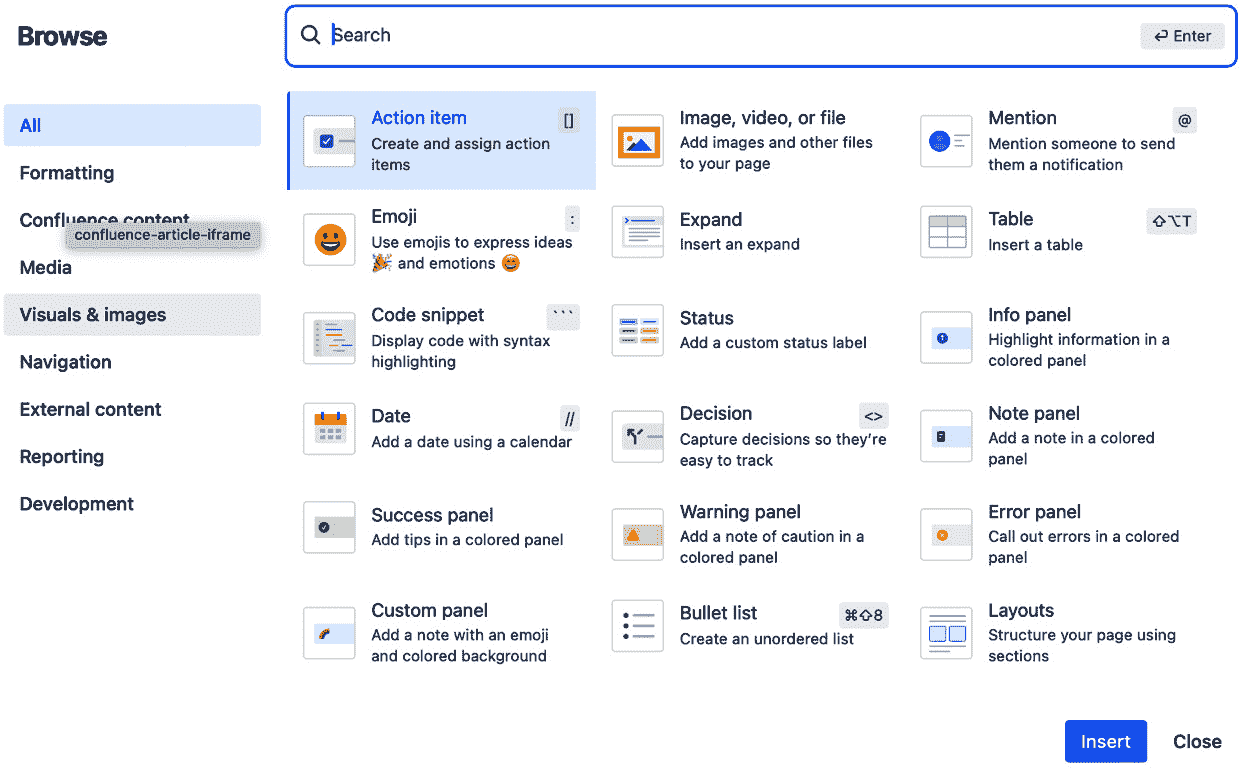 Browse
Search
Enter
All
Formatting
Confluence content
confluence-article-iframe
Media
Visuals & images
Navigation
External content
Reporting
Development
Action item
[]
Create and assign action
items
Image, video, or file
Add images and other files
to your page
Mention
@
Mention someone to send
them a notification
Emoji
:
Use emojis to express ideas
🎉 and emotions 😄
Expand
Insert an expand
Table
⇧⌥T
Insert a table
Code snippet
```
Display code with syntax
highlighting
Status
Add a custom status label
Info panel
Highlight information in a
colored panel
Date
//
Add a date using a calendar
Decision
<>
Capture decisions so they’re
easy to track
Note panel
Add a note in a colored
panel
Success panel
Add tips in a colored panel
Warning panel
Add a note of caution in a
colored panel
Error panel
Call out errors in a colored
panel
Custom panel
Add a note with an emoji
and colored background
Bullet list
⌘⇧8
Create an unordered list
Layouts
Structure your page using
sections
Insert
Close